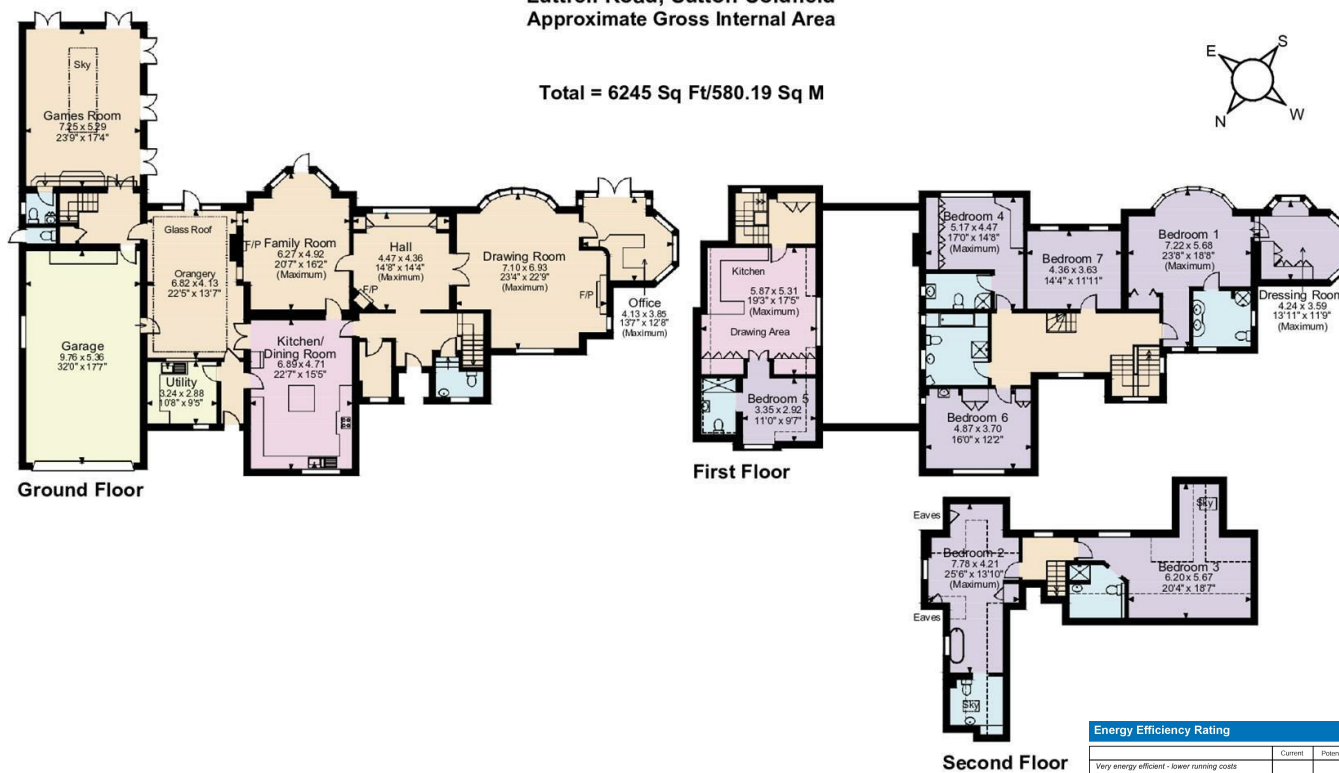 Luttrell Road, Sutton Coldfield
Approximate Gross Internal Area
Total = 6245 Sq Ft/580.19 Sq M
E
S
N
W
Sky
Games Room
7.25 x 5.29
23'9" x 17'4"
Glass Roof
Orangery
6.82 x 4.13
22'5" x 13'7"
F/P
Family Room
6.27 x 4.92
20'7" x 16'2"
(Maximum)
Hall
4.47 x 4.36
14'8" x 14'4"
(Maximum)
F/P
Drawing Room
7.10 x 6.93
23'4" x 22'9"
(Maximum)
F/P
Office
4.13 x 3.85
13'7" x 12'8"
(Maximum)
Garage
9.76 x 5.36
32'0" x 17'7"
Utility
3.24 x 2.88
10'8" x 9'5"
Kitchen/
Dining Room
6.89 x 4.71
22'7" x 15'5"
Ground Floor
Kitchen
5.87 x 5.31
19'3" x 17'5"
(Maximum)
Drawing Area
Bedroom 5
3.35 x 2.92
11'0" x 9'7"
First Floor
Bedroom 4
5.17 x 4.47
17'0" x 14'8"
(Maximum)
Bedroom 7
4.36 x 3.63
14'4" x 11'11"
Bedroom 1
7.22 x 5.68
23'8" x 18'8"
(Maximum)
Dressing Room
4.24 x 3.59
13'11" x 11'9"
(Maximum)
Bedroom 6
4.87 x 3.70
16'0" x 12'2"
Eaves
Bedroom 2
7.78 x 4.21
25'6" x 13'10"
(Maximum)
Eaves
Sky
Sky
Bedroom 3
6.20 x 5.67
20'4" x 18'7"
Second Floor
Energy Efficiency Rating
Current
Very energy efficient - lower running costs